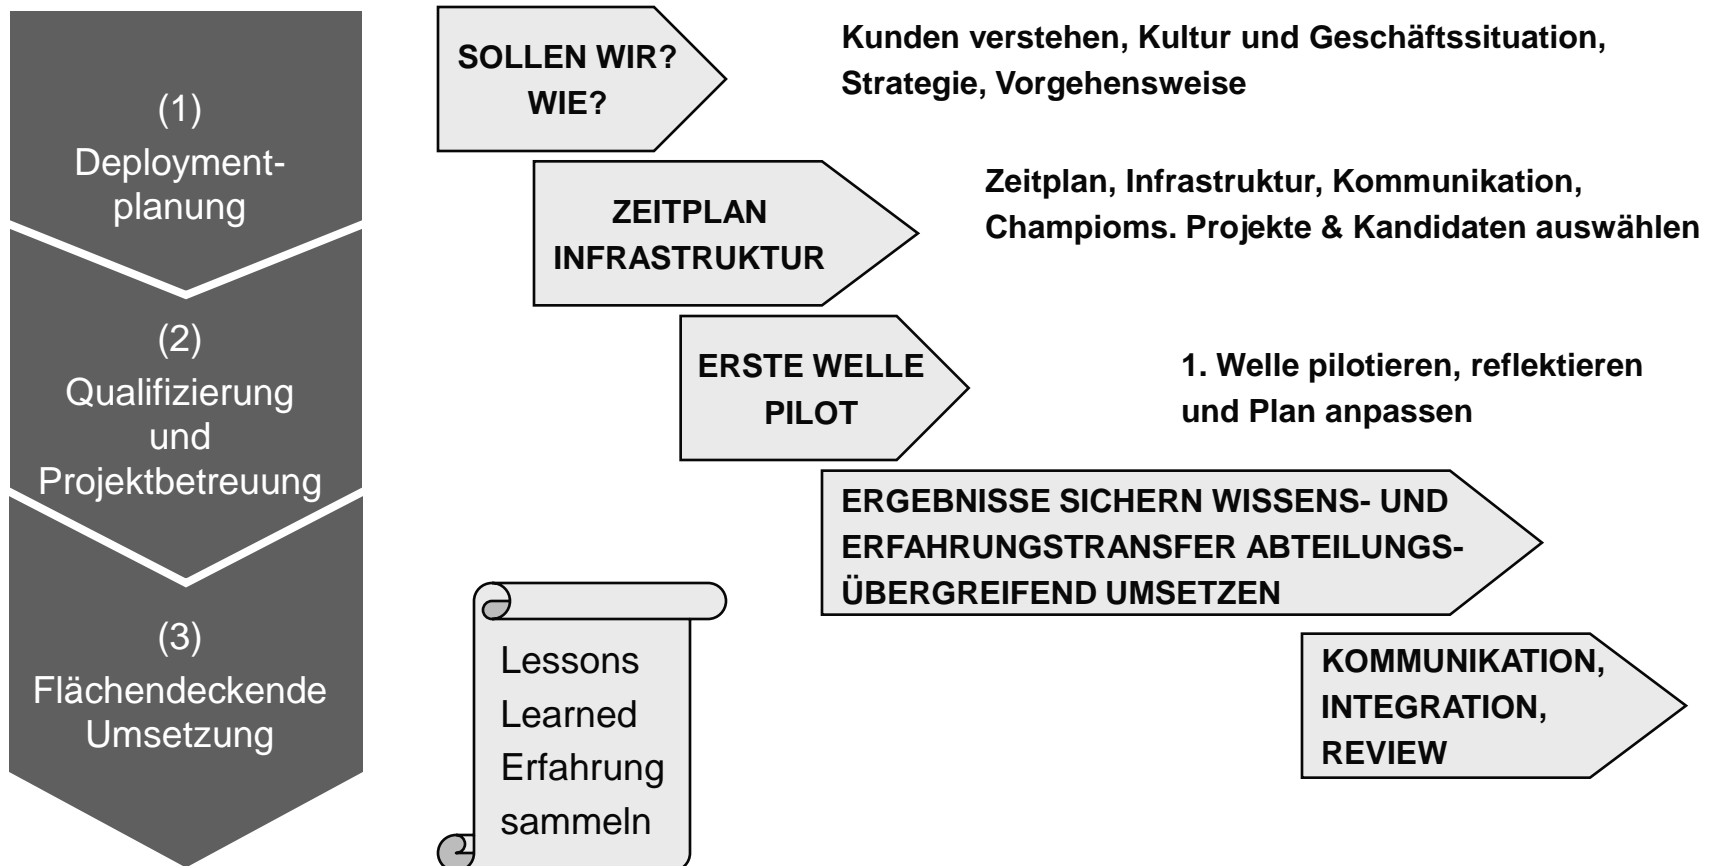 (1)
Deployment-
planung
(2)
Qualifizierung
und
Projektbetreuung
(3)
Flächendeckende
Umsetzung
SOLLEN WIR?
WIE?
Kunden verstehen, Kultur und Geschäftssituation,
Strategie, Vorgehensweise
ZEITPLAN
INFRASTRUKTUR
Zeitplan, Infrastruktur, Kommunikation,
Champioms. Projekte & Kandidaten auswählen
ERSTE WELLE
PILOT
1. Welle pilotieren, reflektieren
und Plan anpassen
ERGEBNISSE SICHERN WISSENS- UND
ERFAHRUNGSTRANSFER ABTEILUNGS-
ÜBERGREIFEND UMSETZEN
KOMMUNIKATION,
INTEGRATION,
REVIEW
Lessons
Learned
Erfahrung
sammeln